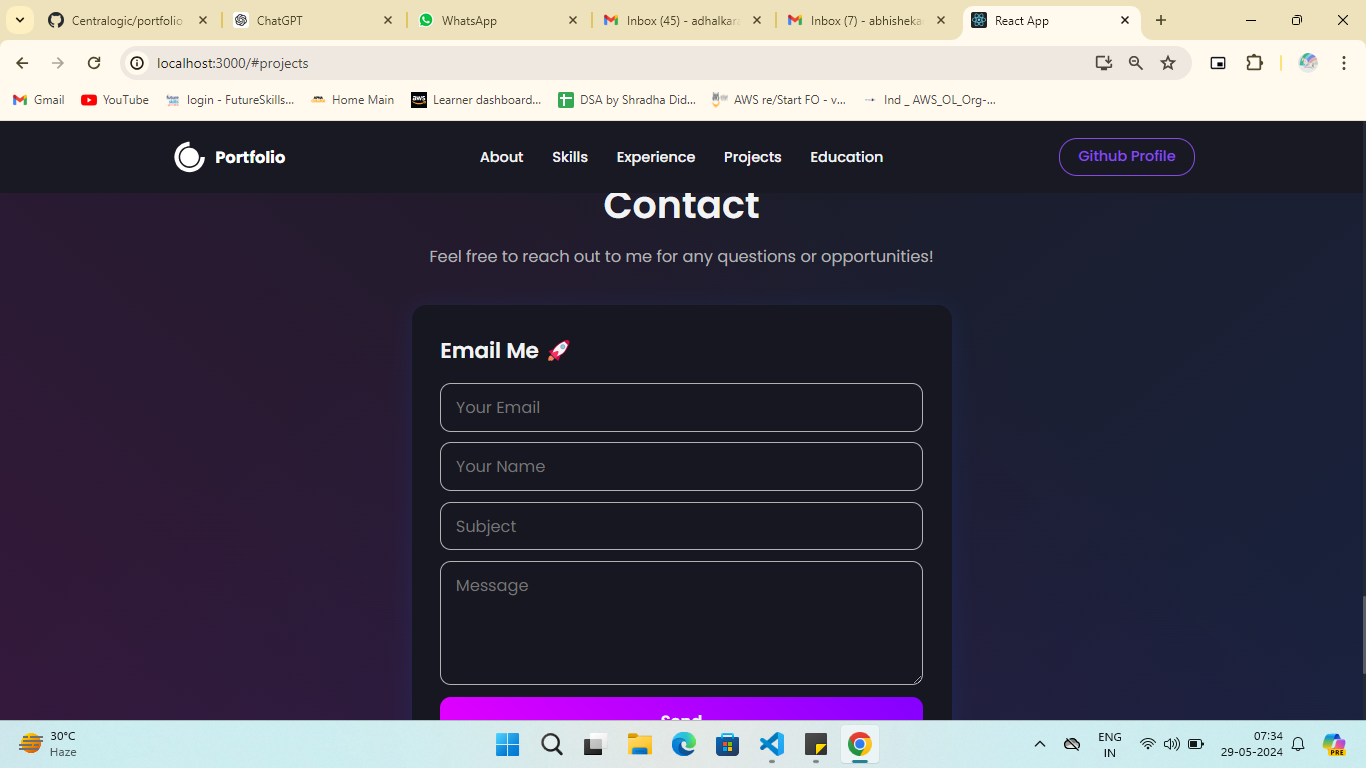 Centralogic/portfolio
ChatGPT
WhatsApp
Inbox (45) - adhalkar
Inbox (7) - abhisheka
React App
localhost:3000/#projects
Gmail
YouTube
login - FutureSkills...
Home Main
Learner dashboard...
DSA by Shradha Did...
AWS re/Start FO - v...
Ind _ AWS_OL_Org-...
Portfolio
About
Skills
Experience
Projects
Education
Github Profile
Contact
Feel free to reach out to me for any questions or opportunities!
Email Me 🚀
Your Email
Your Name
Subject
Message
Send
30°C
Haze
ENG
IN
07:34
29-05-2024
PRE